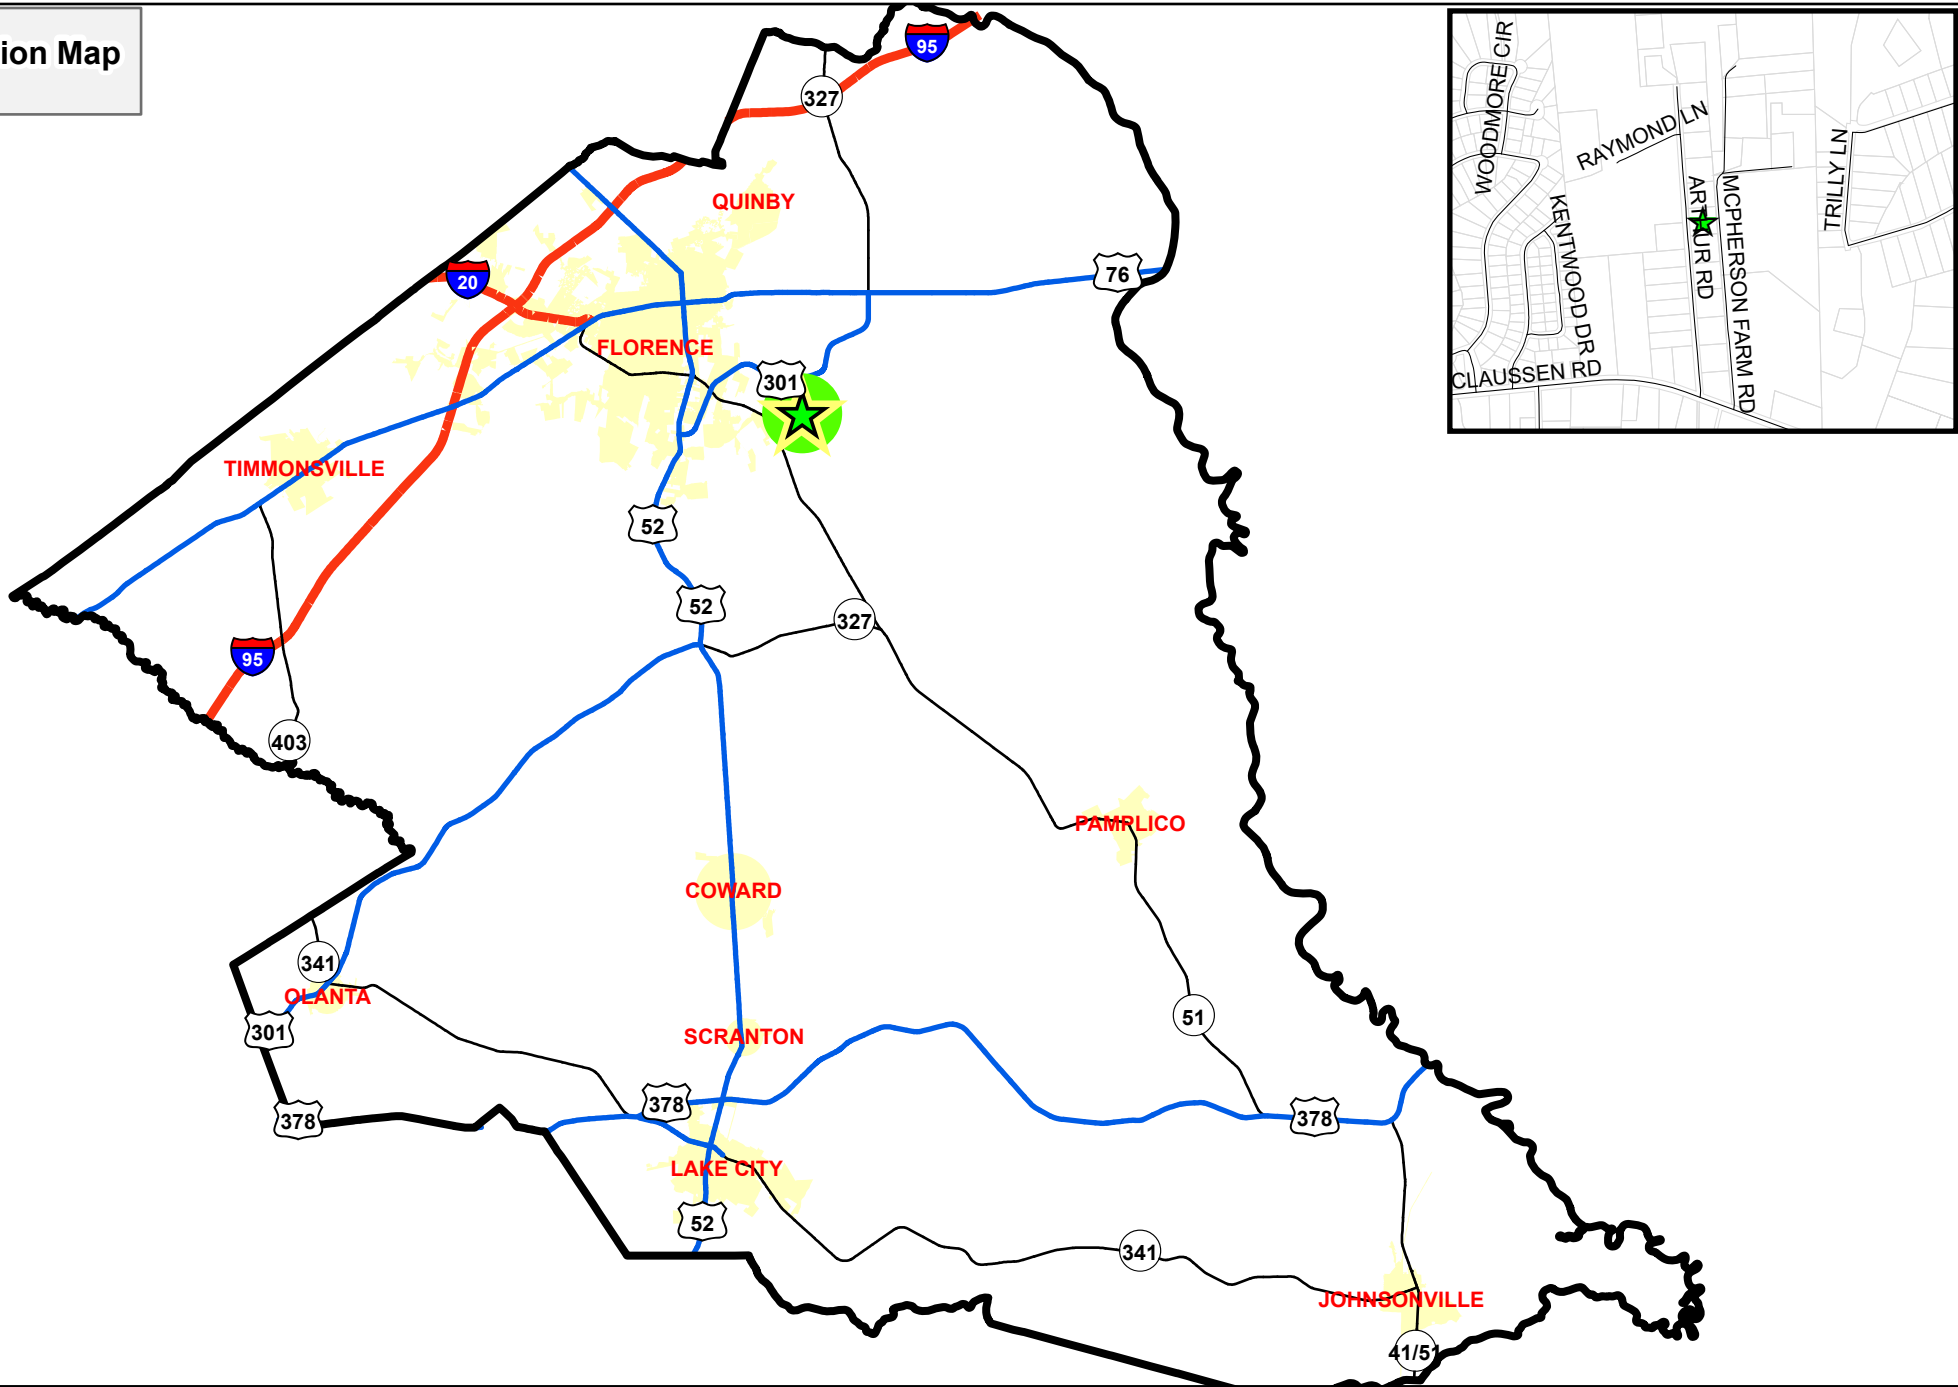 ion Map
95
327
QUINBY
20
76
FLORENCE
301
TIMMONSVILLE
52
52
327
95
403
PAMPLICO
COWARD
341
OLANTA
51
301
SCRANTON
378
378
378
LAKE CITY
52
341
JOHNSONVILLE
41/51
WOODMORE CIR
RAYMOND LN
TRILLY LN
ARTHUR RD
MCPHERSON FARM RD
KENTWOOD DR
CLAUSSEN RD